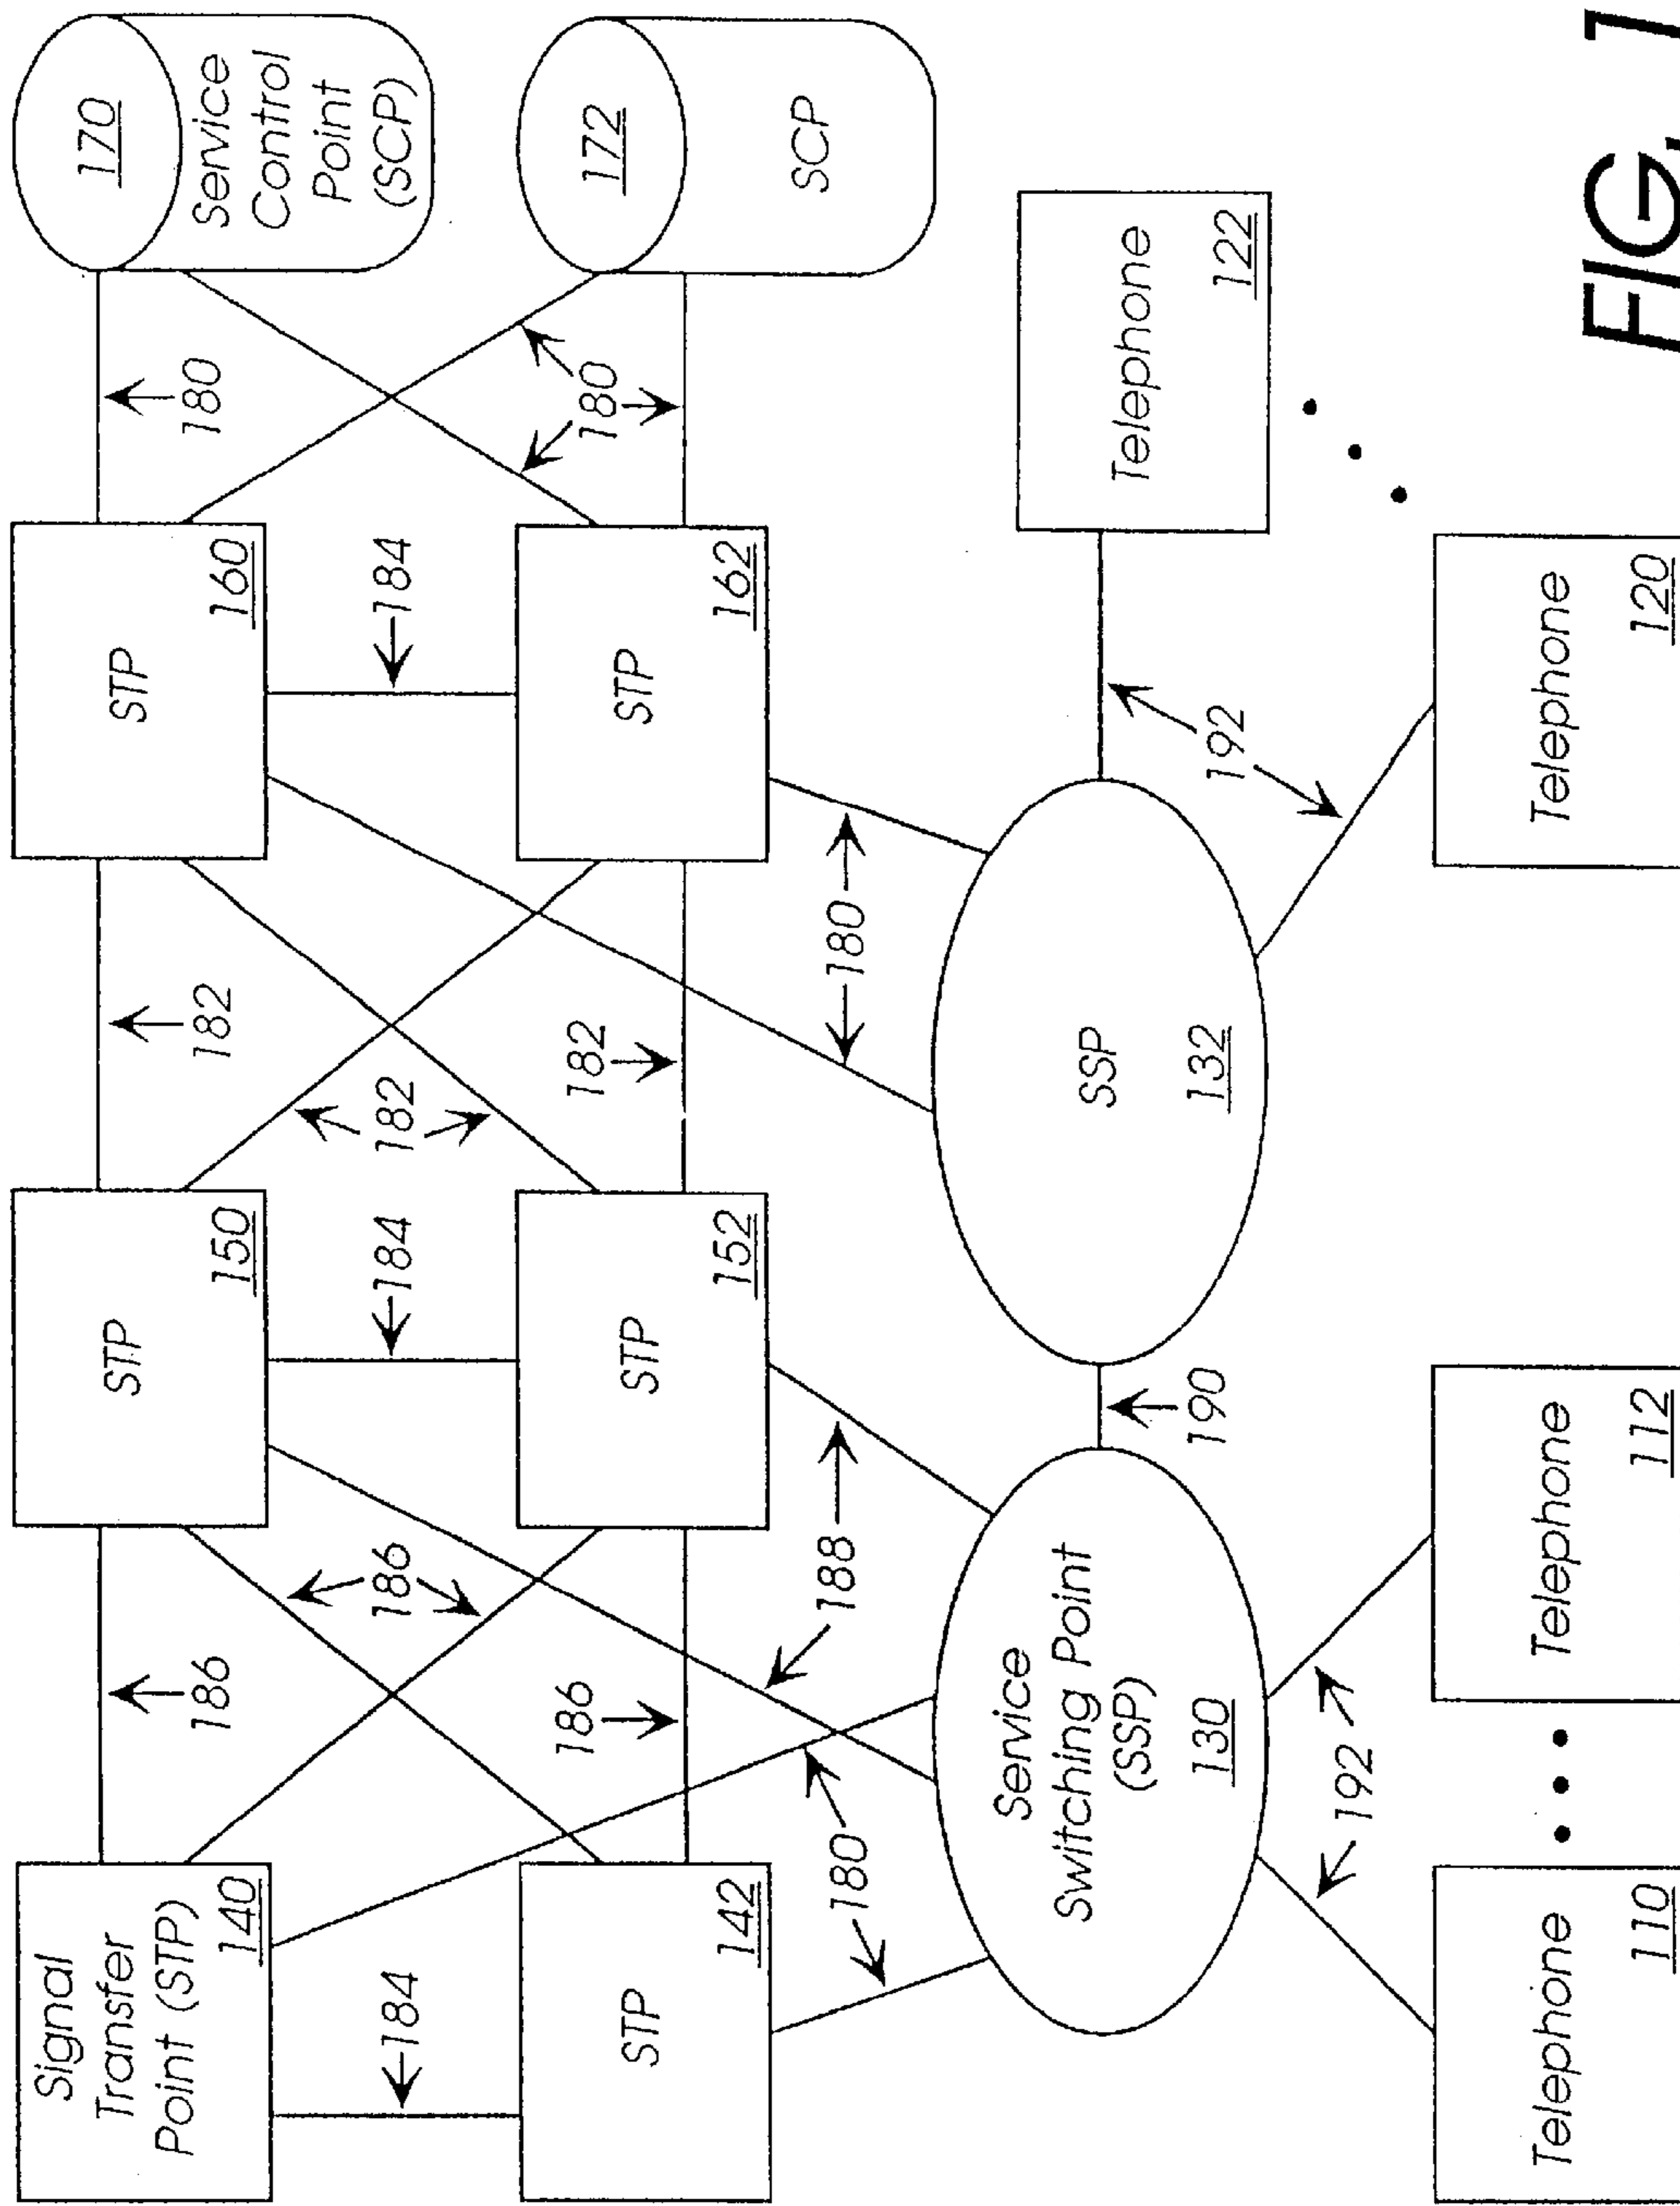 Signal
Transfer
Point (STP)
140
186
STP
150
182
STP
160
180
170
Service
Control
Point
(SCP)
184
186
184
182
184
180
186
182
STP
142
STP
152
STP
162
172
SCP
180
188
180
Service
Switching Point
(SSP)
130
190
SSP
132
192
Telephone
122
192
Telephone
110
Telephone
112
Telephone
120
FIG. 1